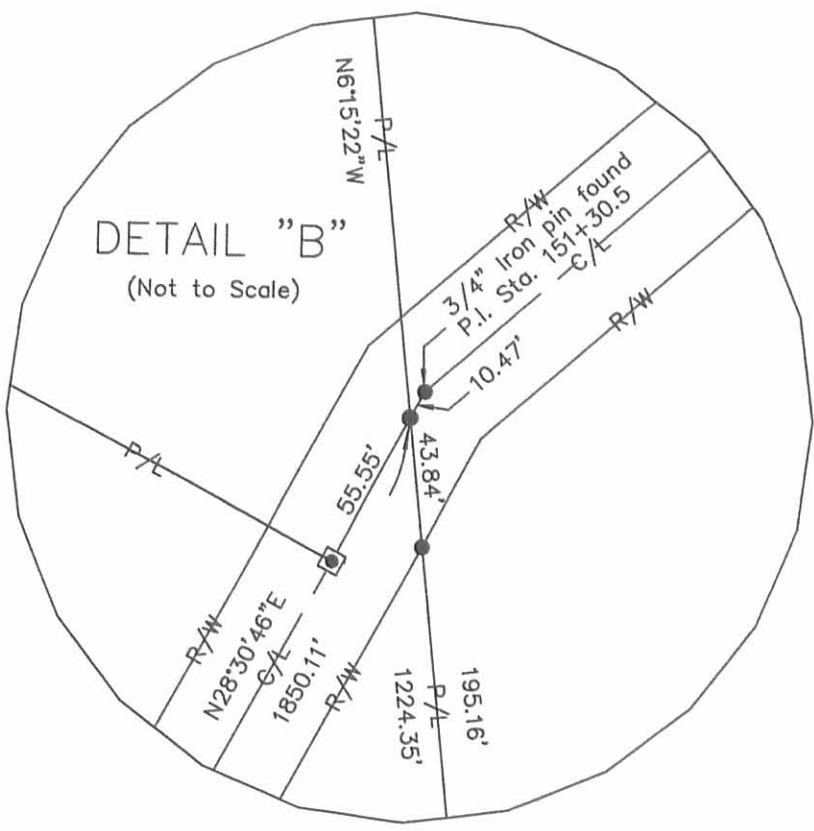 N6°15'22"W
P/L
DETAIL "B"
(Not to Scale)
R/W
3/4" Iron pin found
P.I. Sta. 151+30.5
C/L
R/W
10.47'
P/L
55.55'
43.84'
R/W
N28°30'46"E
C/L
1850.11'
R/W
1224.35'
P/L
195.16'